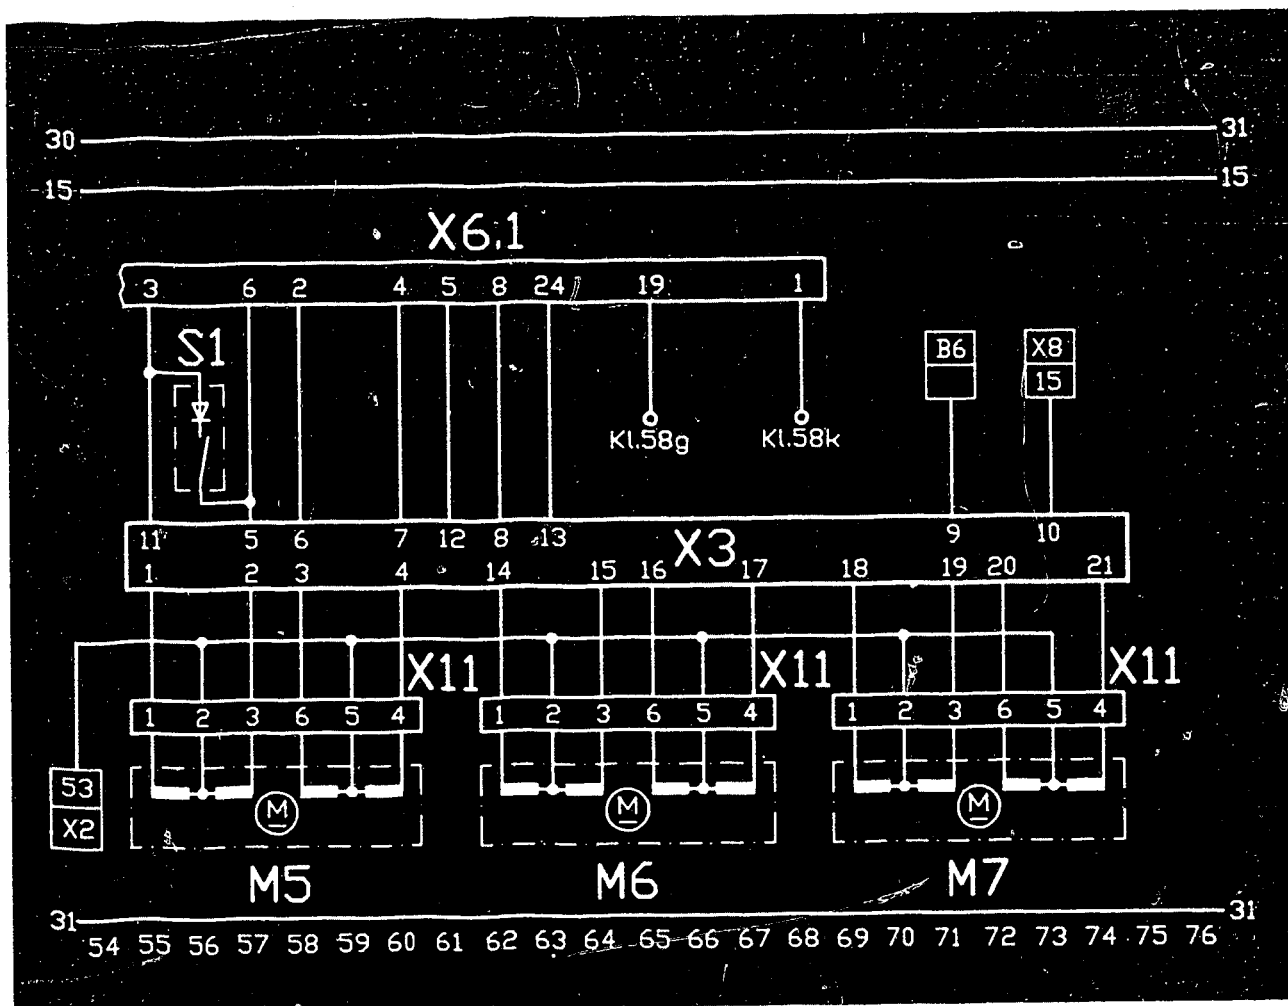 30 31
15 15
X6.1
3 6 2 4 5 8 24 19 1
S1
B6 X8
15
Kl.58g Kl.58k
11 5 6 7 12 8 13 X3 9 10
1 2 3 4 14 15 16 17 18 19 20 21
X11 X11 X11
1 2 3 6 5 4 1 2 3 6 5 4 1 2 3 6 5 4
53
X2
M M M
M5 M6 M7
31 31
54 55 56 57 58 59 60 61 62 63 64 65 66 67 68 69 70 71 72 73 74 75 76